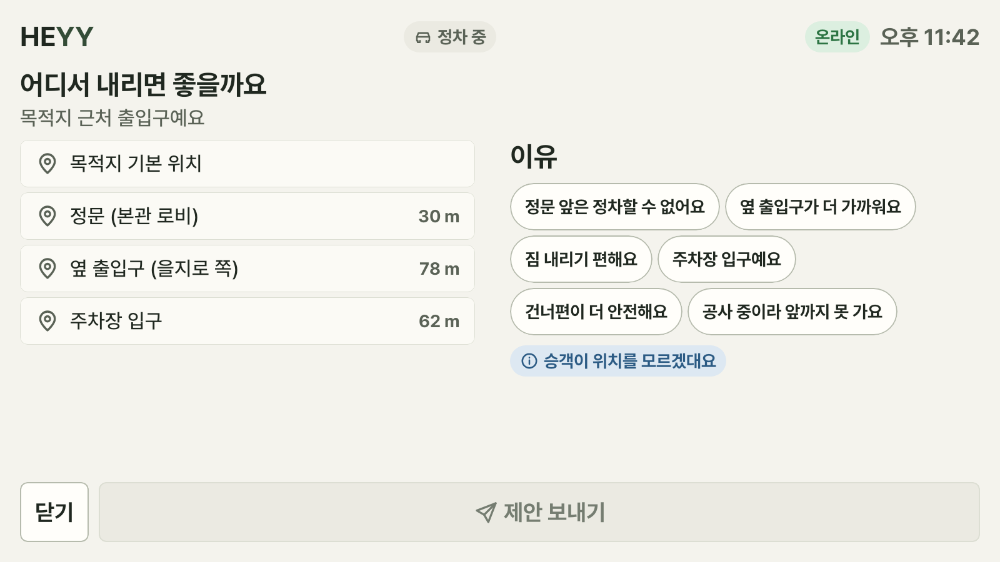 HEYY
정차 중
온라인
오후 11:42
어디서 내리면 좋을까요
목적지 근처 출입구예요
목적지 기본 위치
정문 (본관 로비)
30 m
옆 출입구 (을지로 쪽)
78 m
주차장 입구
62 m
이유
정문 앞은 정차할 수 없어요
옆 출입구가 더 가까워요
짐 내리기 편해요
주차장 입구예요
건너편이 더 안전해요
공사 중이라 앞까지 못 가요
승객이 위치를 모르겠대요
닫기
제안 보내기